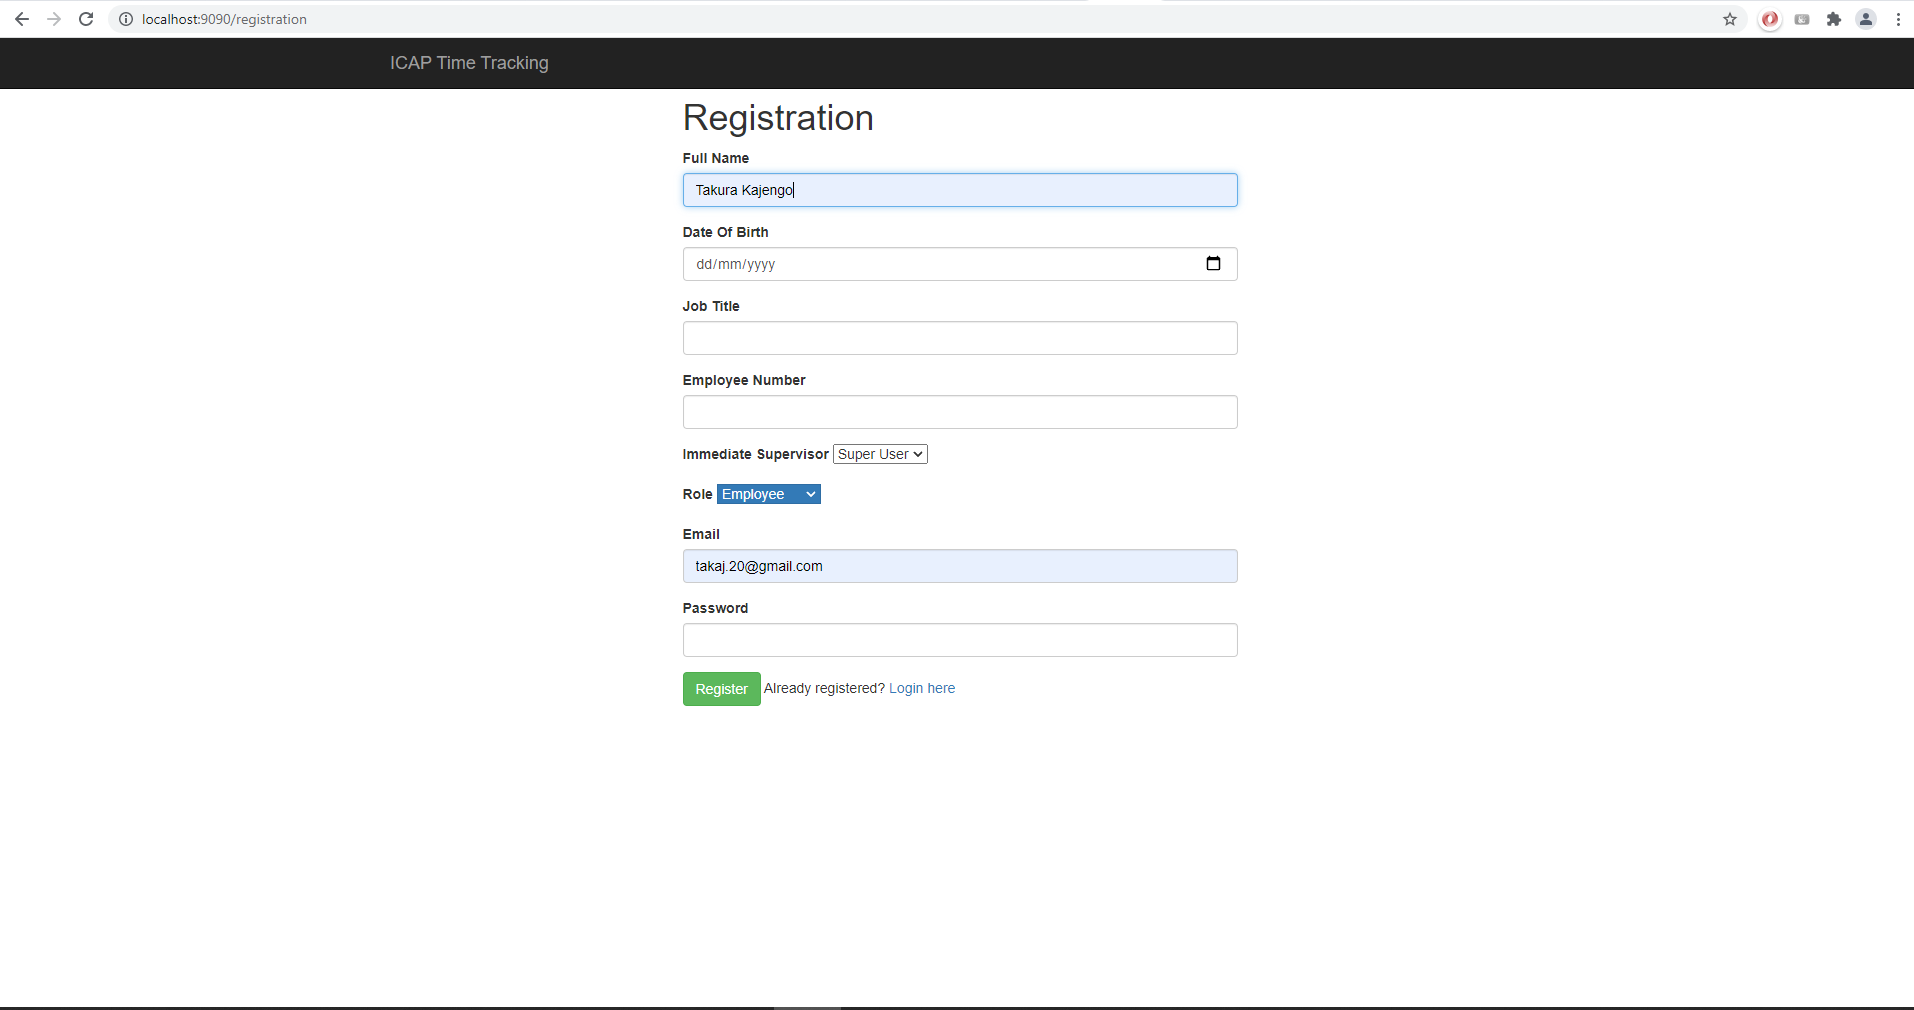 localhost:9090/registration
ICAP Time Tracking
Registration
Full Name
Takura Kajengo
Date Of Birth
dd/mm/yyyy
Job Title
Employee Number
Immediate Supervisor Super User
Role Employee
Email
takaj.20@gmail.com
Password
Register Already registered? Login here